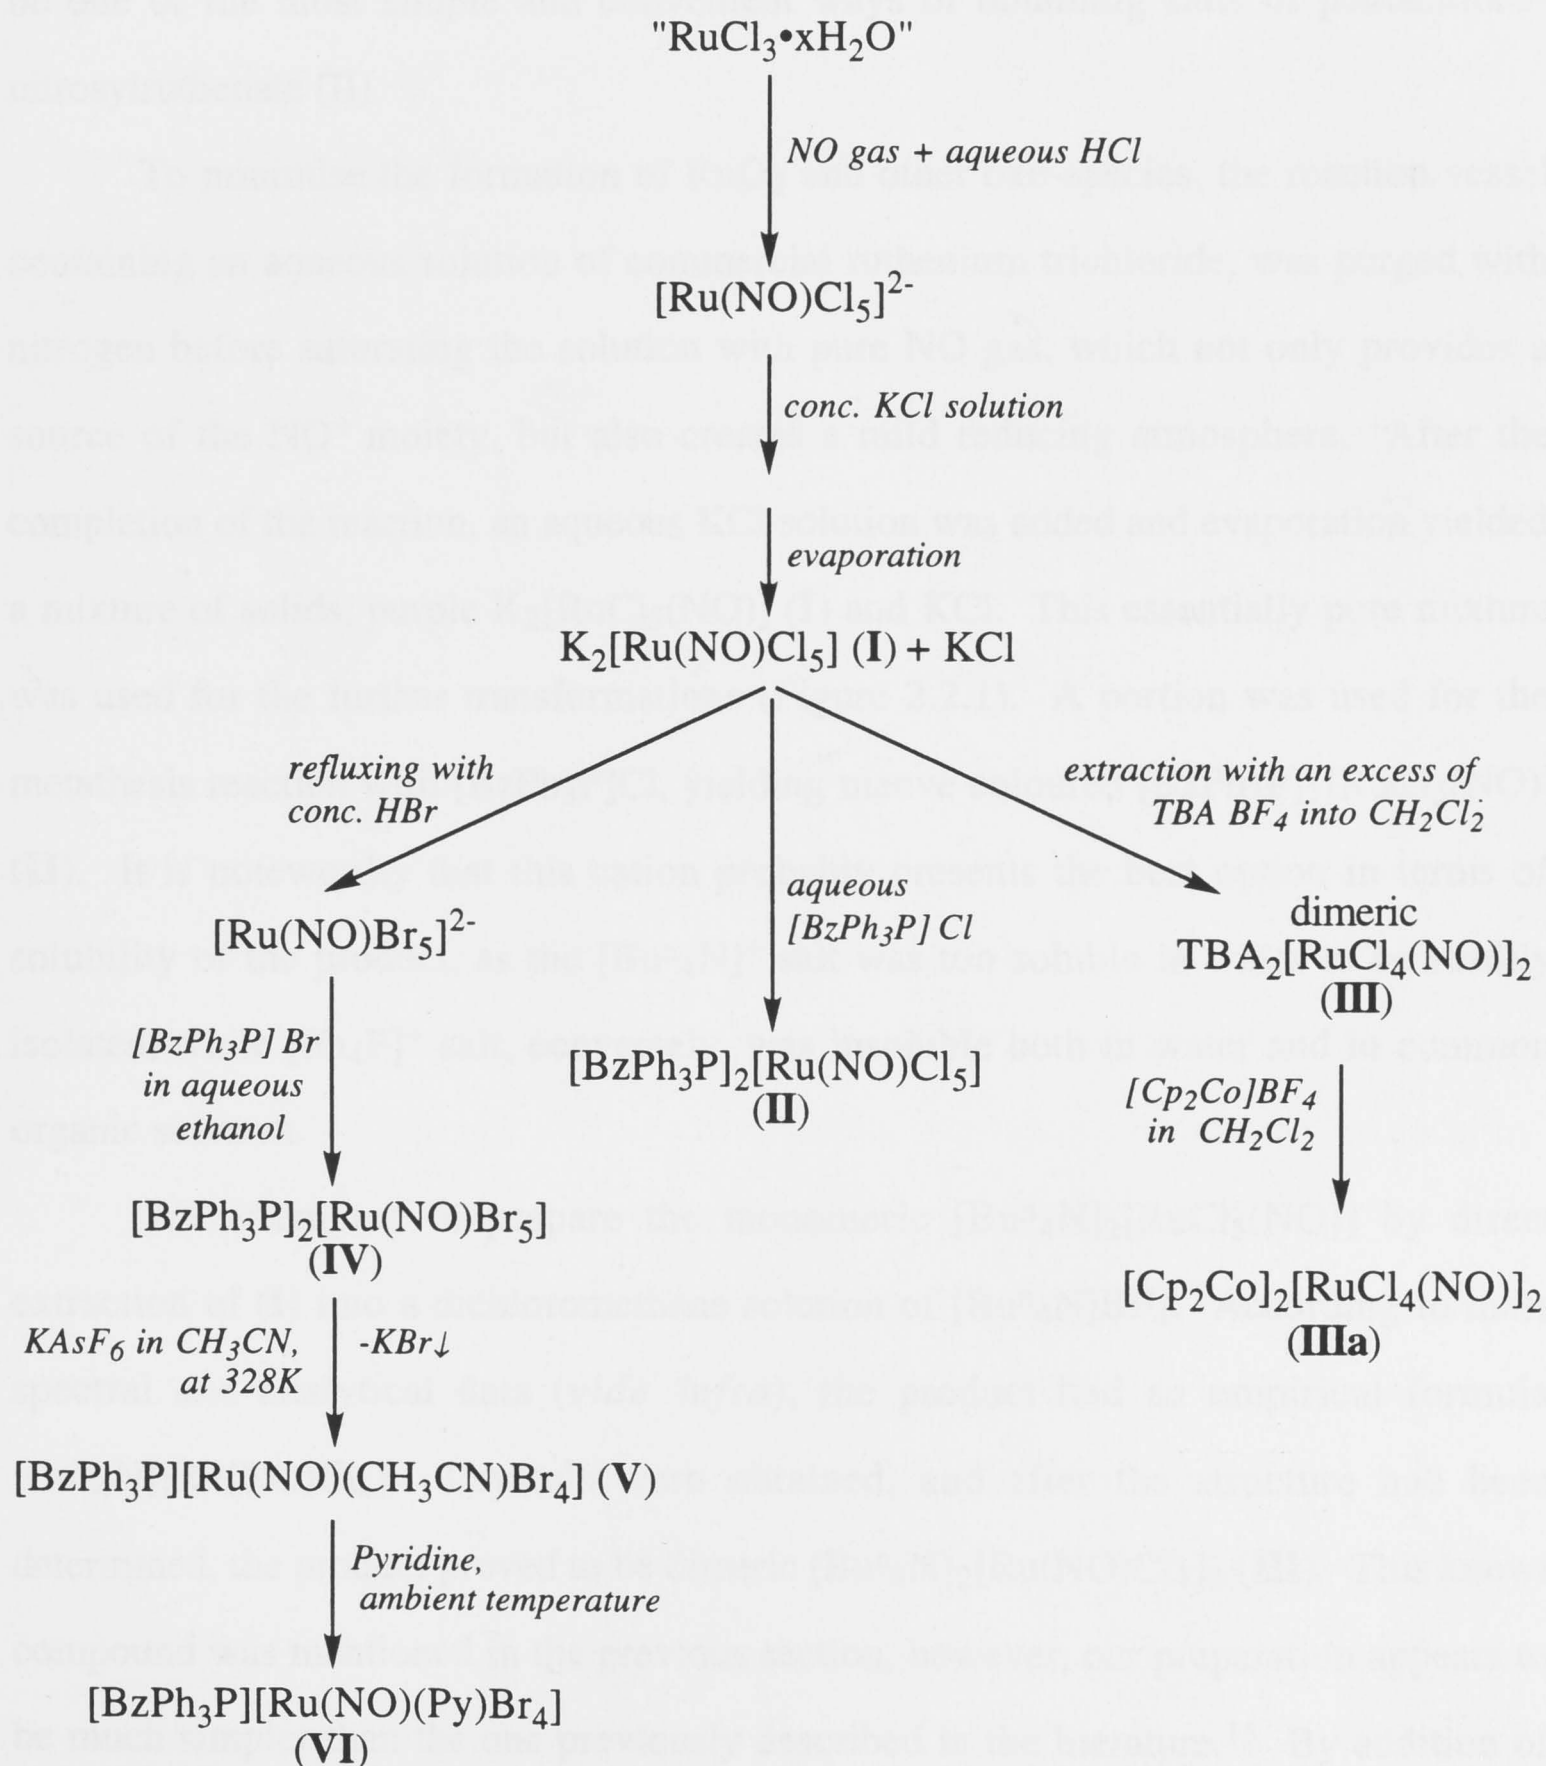 "RuCl₃•xH₂O"
NO gas + aqueous HCl
[Ru(NO)Cl₅]²⁻
conc. KCl solution
evaporation
K₂[Ru(NO)Cl₅] (I) + KCl
refluxing with
conc. HBr
extraction with an excess of
TBA BF₄ into CH₂Cl₂
aqueous
[BzPh₃P] Cl
[Ru(NO)Br₅]²⁻
dimeric
TBA₂[RuCl₄(NO)]₂
(III)
[BzPh₃P] Br
in aqueous
ethanol
[BzPh₃P]₂[Ru(NO)Cl₅]
(II)
[Cp₂Co]BF₄
in CH₂Cl₂
[BzPh₃P]₂[Ru(NO)Br₅]
(IV)
[Cp₂Co]₂[RuCl₄(NO)]₂
(IIIa)
KAsF₆ in CH₃CN,
at 328K
-KBr↓
[BzPh₃P][Ru(NO)(CH₃CN)Br₄] (V)
Pyridine,
ambient temperature
[BzPh₃P][Ru(NO)(Py)Br₄]
(VI)